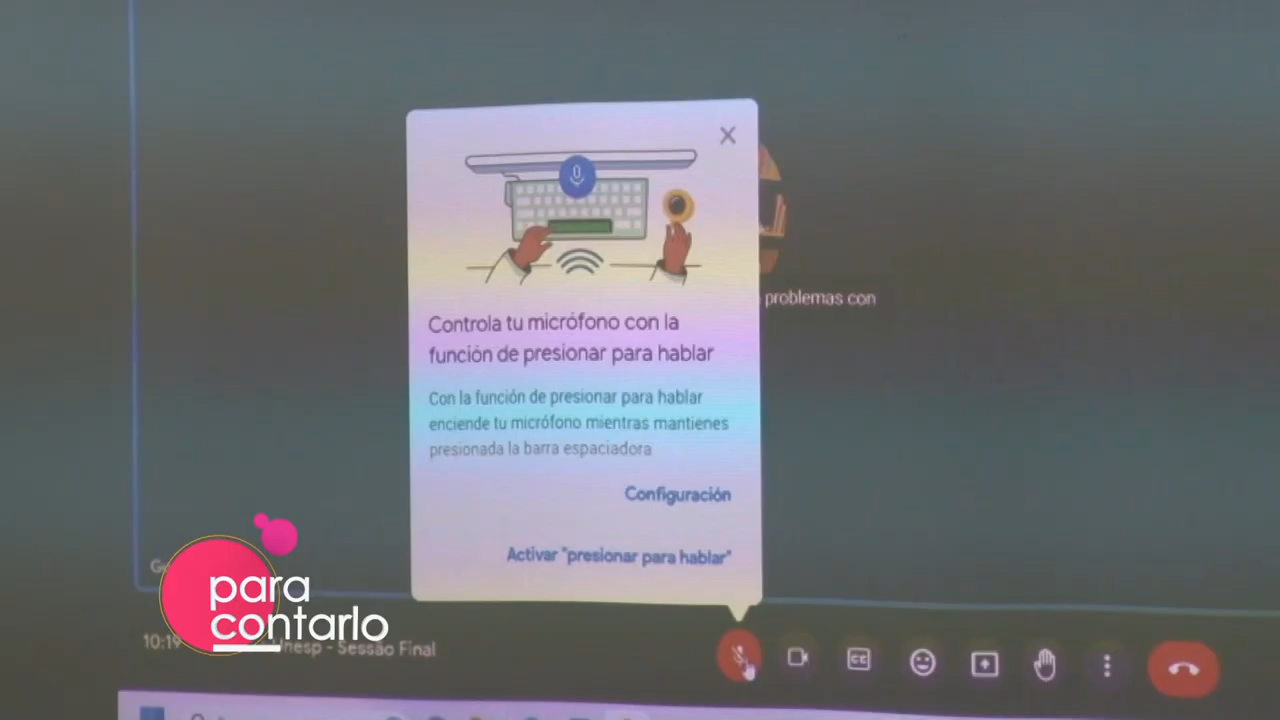 problemas con
Controla tu micrófono con la
función de presionar para hablar
Con la función de presionar para hablar
enciende tu micrófono mientras mantienes
presionada la barra espaciadora
Configuración
Activar "presionar para hablar"
para
contarlo
10:19
Unesp - Sessão Final
CC